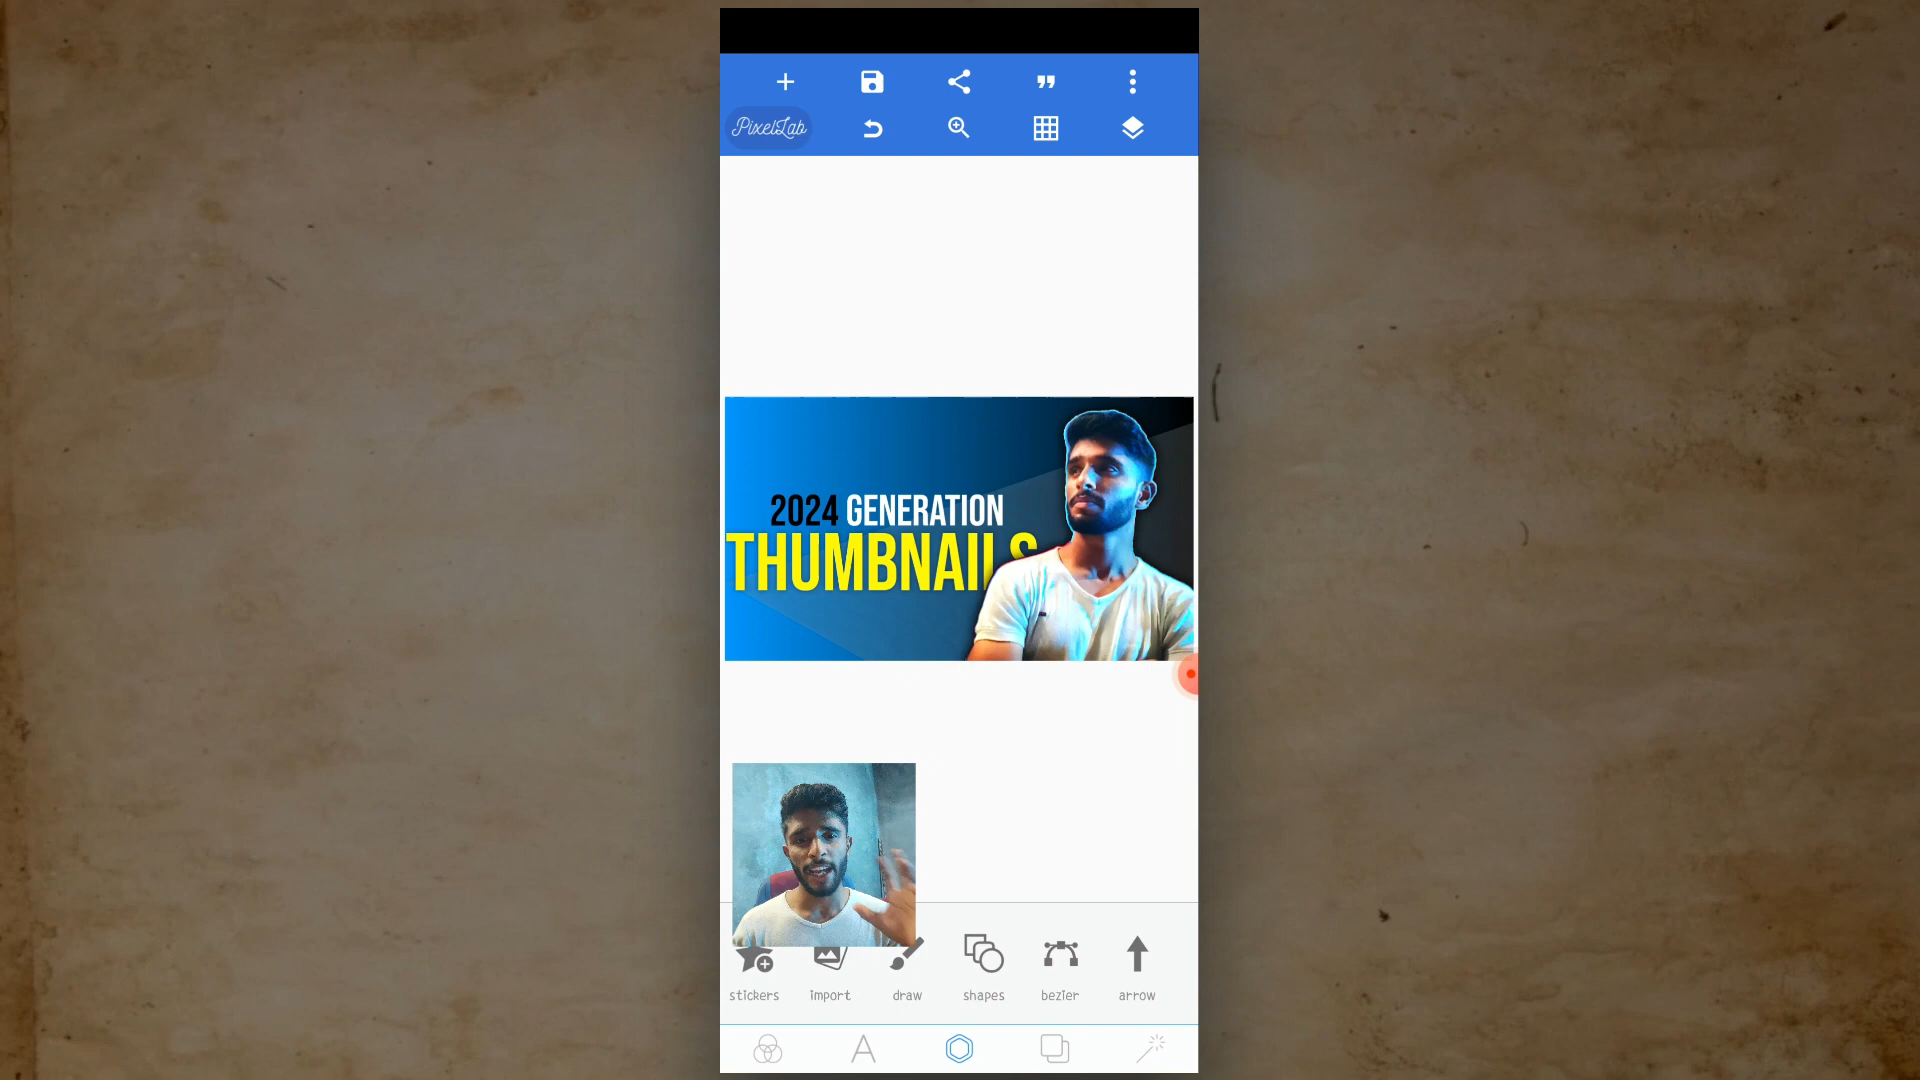 PixelLab
2024 GENERATION
THUMBNAILS
stickers import draw shapes bezier arrow